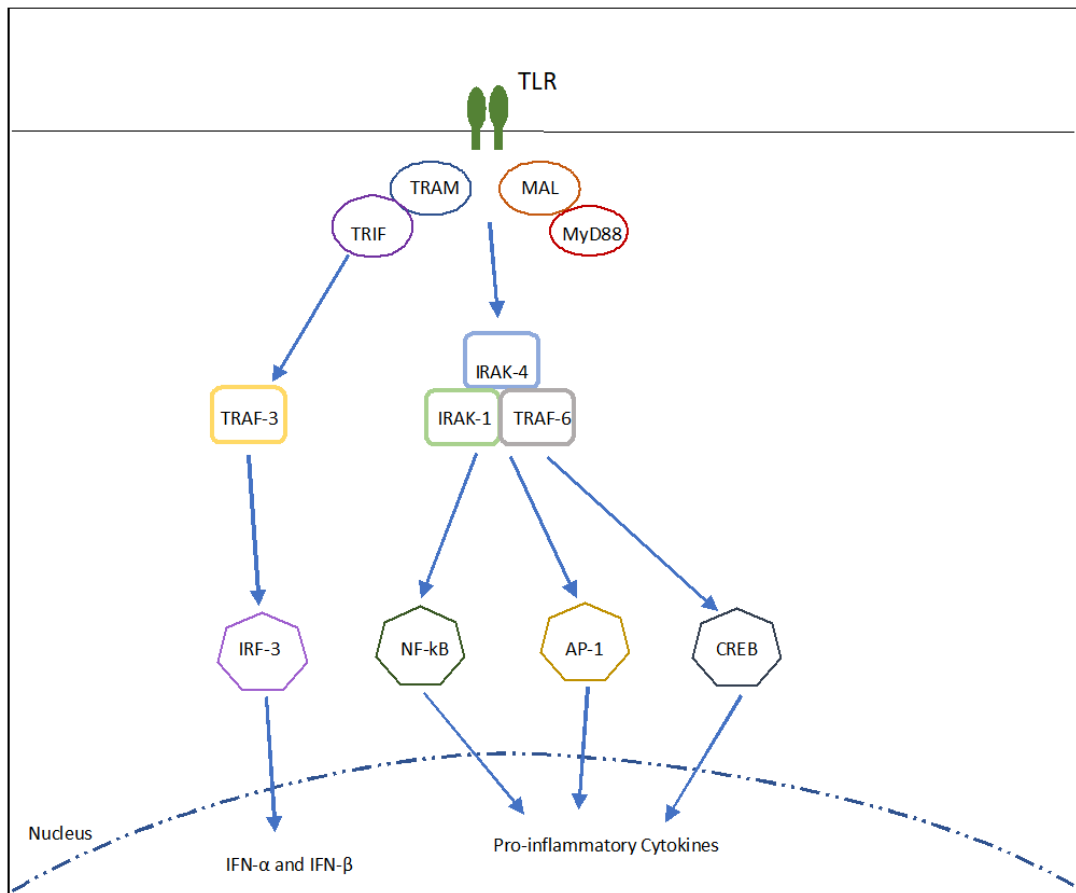 TLR
TRAM
MAL
TRIF
MyD88
IRAK-4
TRAF-3
IRAK-1
TRAF-6
IRF-3
NF-kB
AP-1
CREB
Nucleus
Pro-inflammatory Cytokines
IFN-α and IFN-β